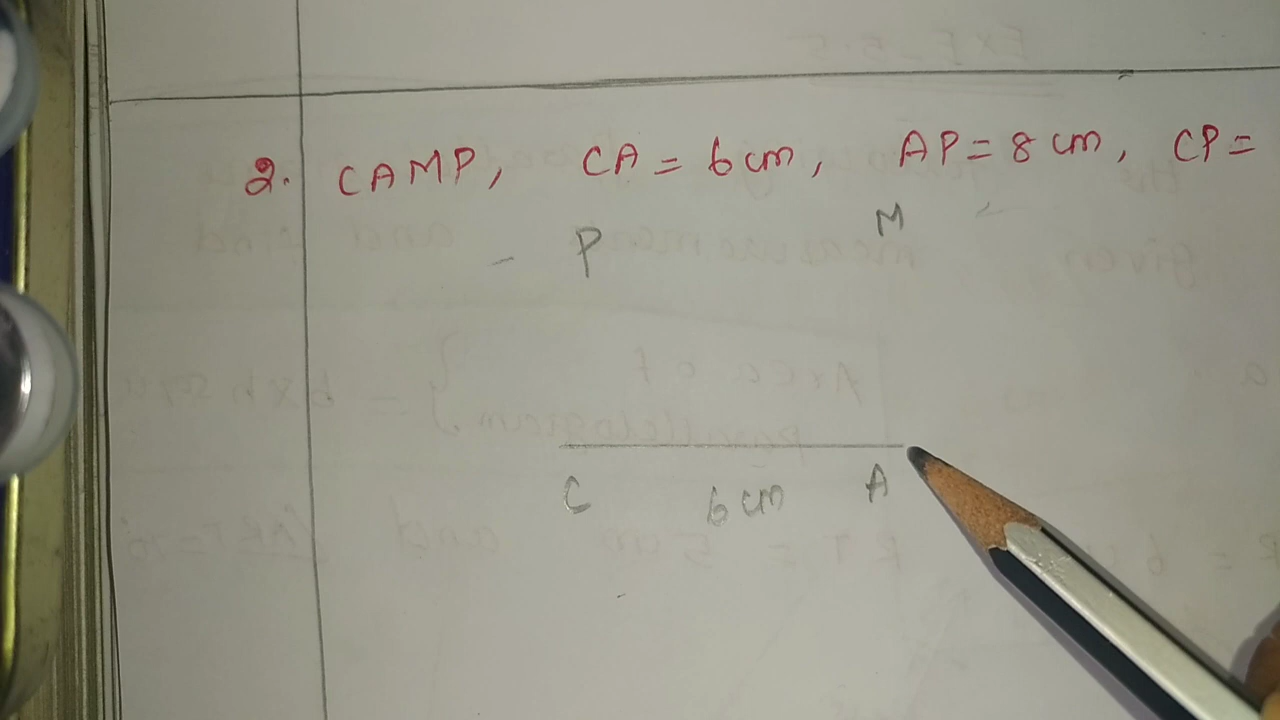 2. CAMP, CA = 6 cm, AP = 8 cm, CP =
P M
C 6 cm A